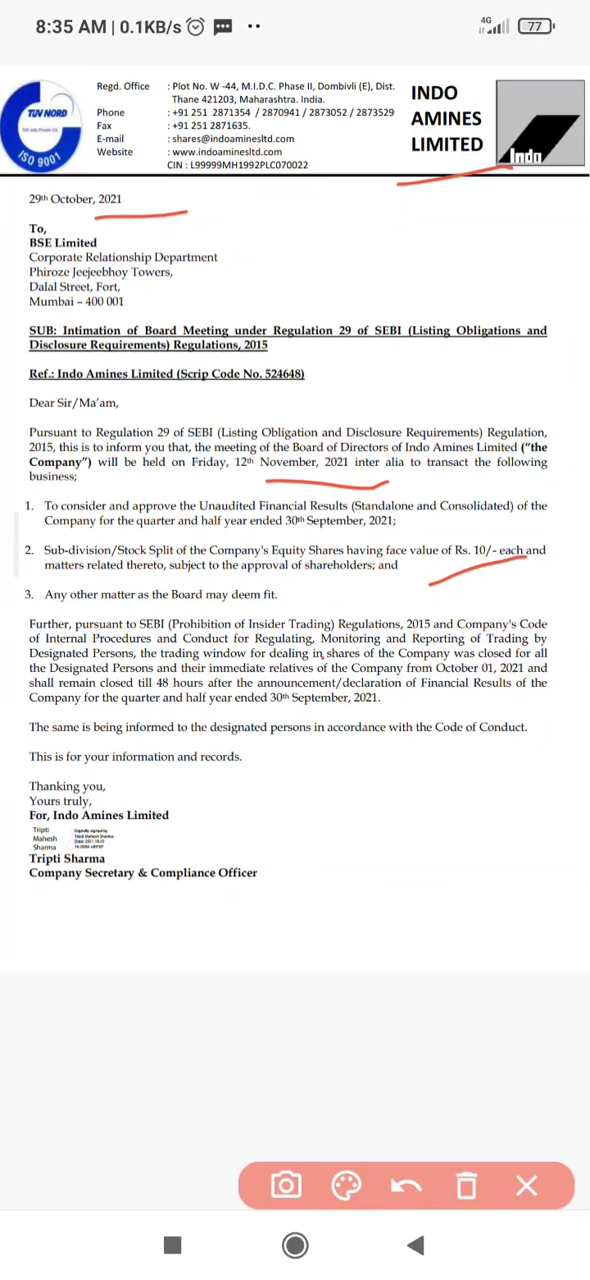 8:35 AM | 0.1KB/s
4G
77
TUV NORD
ISO 9001
Regd. Office : Plot No. W -44, M.I.D.C. Phase II, Dombivli (E), Dist.
Thane 421203, Maharashtra. India.
Phone : +91 251 2871354 / 2870941 / 2873052 / 2873529
Fax : +91 251 2871635.
E-mail : shares@indoaminesltd.com
Website : www.indoaminesltd.com
CIN : L99999MH1992PLC070022
INDO
AMINES
LIMITED
Indo
29th October, 2021
To,
BSE Limited
Corporate Relationship Department
Phiroze Jeejeebhoy Towers,
Dalal Street, Fort,
Mumbai – 400 001
SUB: Intimation of Board Meeting under Regulation 29 of SEBI (Listing Obligations and
Disclosure Requirements) Regulations, 2015
Ref.: Indo Amines Limited (Scrip Code No. 524648)
Dear Sir/Ma'am,
Pursuant to Regulation 29 of SEBI (Listing Obligation and Disclosure Requirements) Regulation,
2015, this is to inform you that, the meeting of the Board of Directors of Indo Amines Limited ("the
Company") will be held on Friday, 12th November, 2021 inter alia to transact the following
business;
1. To consider and approve the Unaudited Financial Results (Standalone and Consolidated) of the
Company for the quarter and half year ended 30th September, 2021;
2. Sub-division/Stock Split of the Company's Equity Shares having face value of Rs. 10/- each and
matters related thereto, subject to the approval of shareholders; and
3. Any other matter as the Board may deem fit.
Further, pursuant to SEBI (Prohibition of Insider Trading) Regulations, 2015 and Company's Code
of Internal Procedures and Conduct for Regulating, Monitoring and Reporting of Trading by
Designated Persons, the trading window for dealing in shares of the Company was closed for all
the Designated Persons and their immediate relatives of the Company from October 01, 2021 and
shall remain closed till 48 hours after the announcement/declaration of Financial Results of the
Company for the quarter and half year ended 30th September, 2021.
The same is being informed to the designated persons in accordance with the Code of Conduct.
This is for your information and records.
Thanking you,
Yours truly,
For, Indo Amines Limited
Tripti
Mahesh
Sharma
Digitally signed by
Tripti Mahesh Sharma
Tripti Sharma
Company Secretary & Compliance Officer